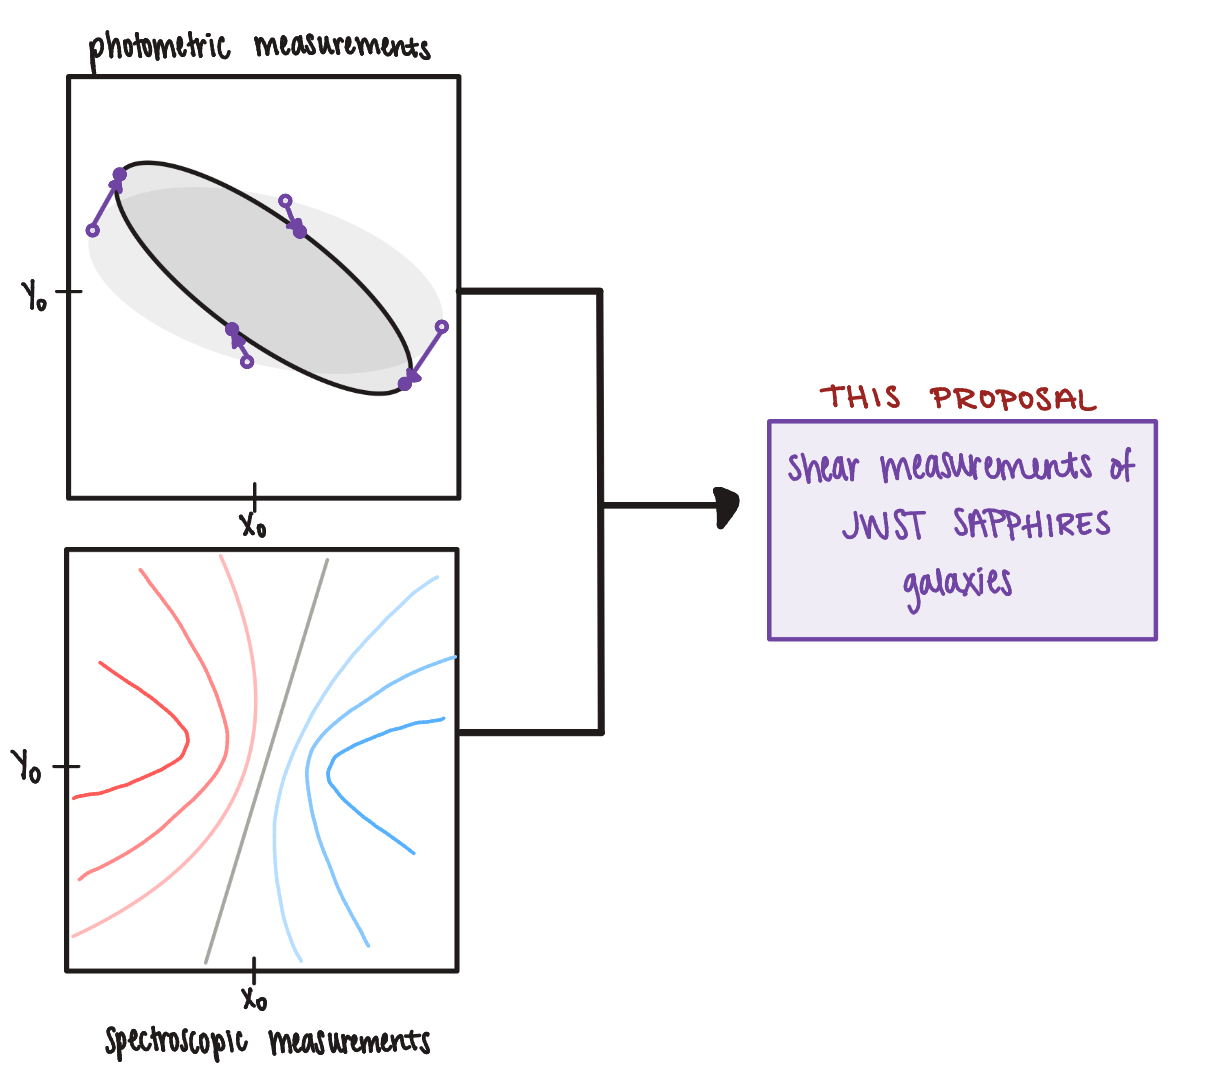 photometric measurements
Y₀
X₀
THIS PROPOSAL
shear measurements of
JWST SAPPHIRES
galaxies
Y₀
X₀
spectroscopic measurements